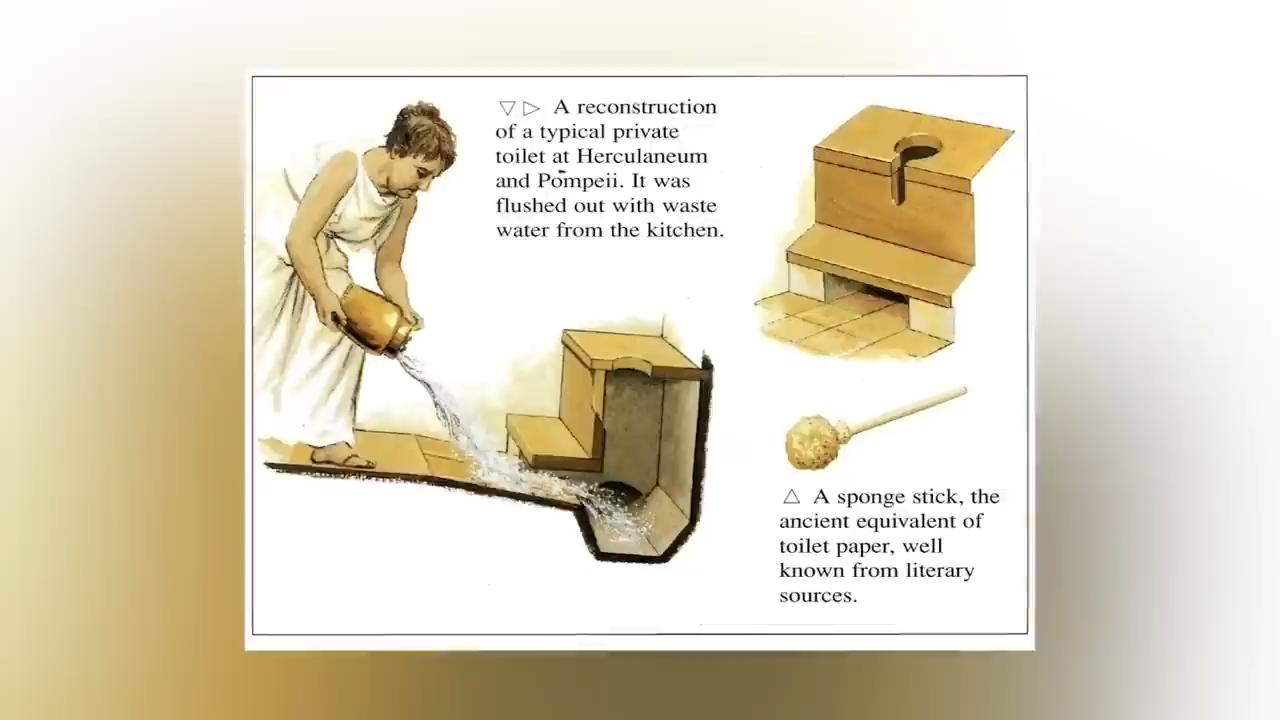 ▽▷ A reconstruction
of a typical private
toilet at Herculaneum
and Pompeii. It was
flushed out with waste
water from the kitchen.
△ A sponge stick, the
ancient equivalent of
toilet paper, well
known from literary
sources.